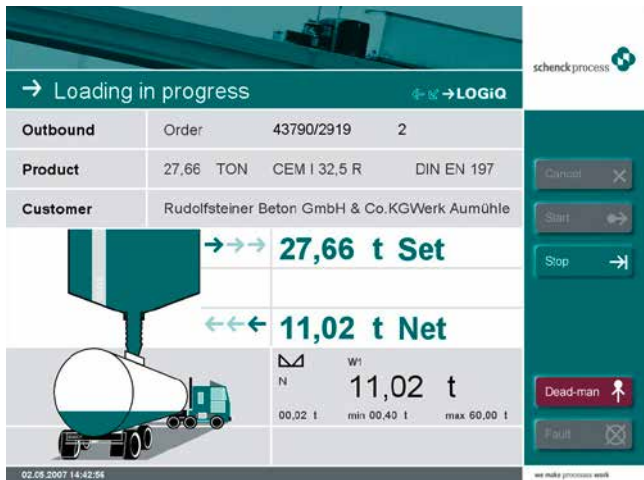 schenck process
→ Loading in progress
→LOGiQ
Outbound Order 43790/2919 2
Product 27,66 TON CEM I 32,5 R DIN EN 197
Cancel
Customer Rudolfsteiner Beton GmbH & Co.KGWerk Aumühle
Start
27,66 t Set
Stop
11,02 t Net
W1
N 11,02 t
00,02 t min 00,40 t max 60,00 t
Dead-man
Fault
02.05.2007 14:42:56
we make processes work